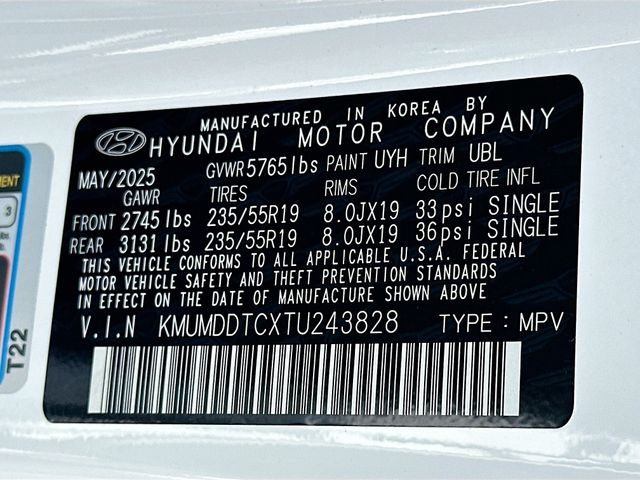 MANUFACTURED IN KOREA BY
HYUNDAI MOTOR COMPANY
MAY/2025 GVWR 5765 lbs PAINT UYH TRIM UBL
GAWR TIRES RIMS COLD TIRE INFL
FRONT 2745 lbs 235/55R19 8.0JX19 33psi SINGLE
REAR 3131 lbs 235/55R19 8.0JX19 36psi SINGLE
THIS VEHICLE CONFORMS TO ALL APPLICABLE U.S.A. FEDERAL
MOTOR VEHICLE SAFETY AND THEFT PREVENTION STANDARDS
IN EFFECT ON THE DATE OF MANUFACTURE SHOWN ABOVE
V.I.N KMUMDDTCXTU243828 TYPE : MPV
3
T22